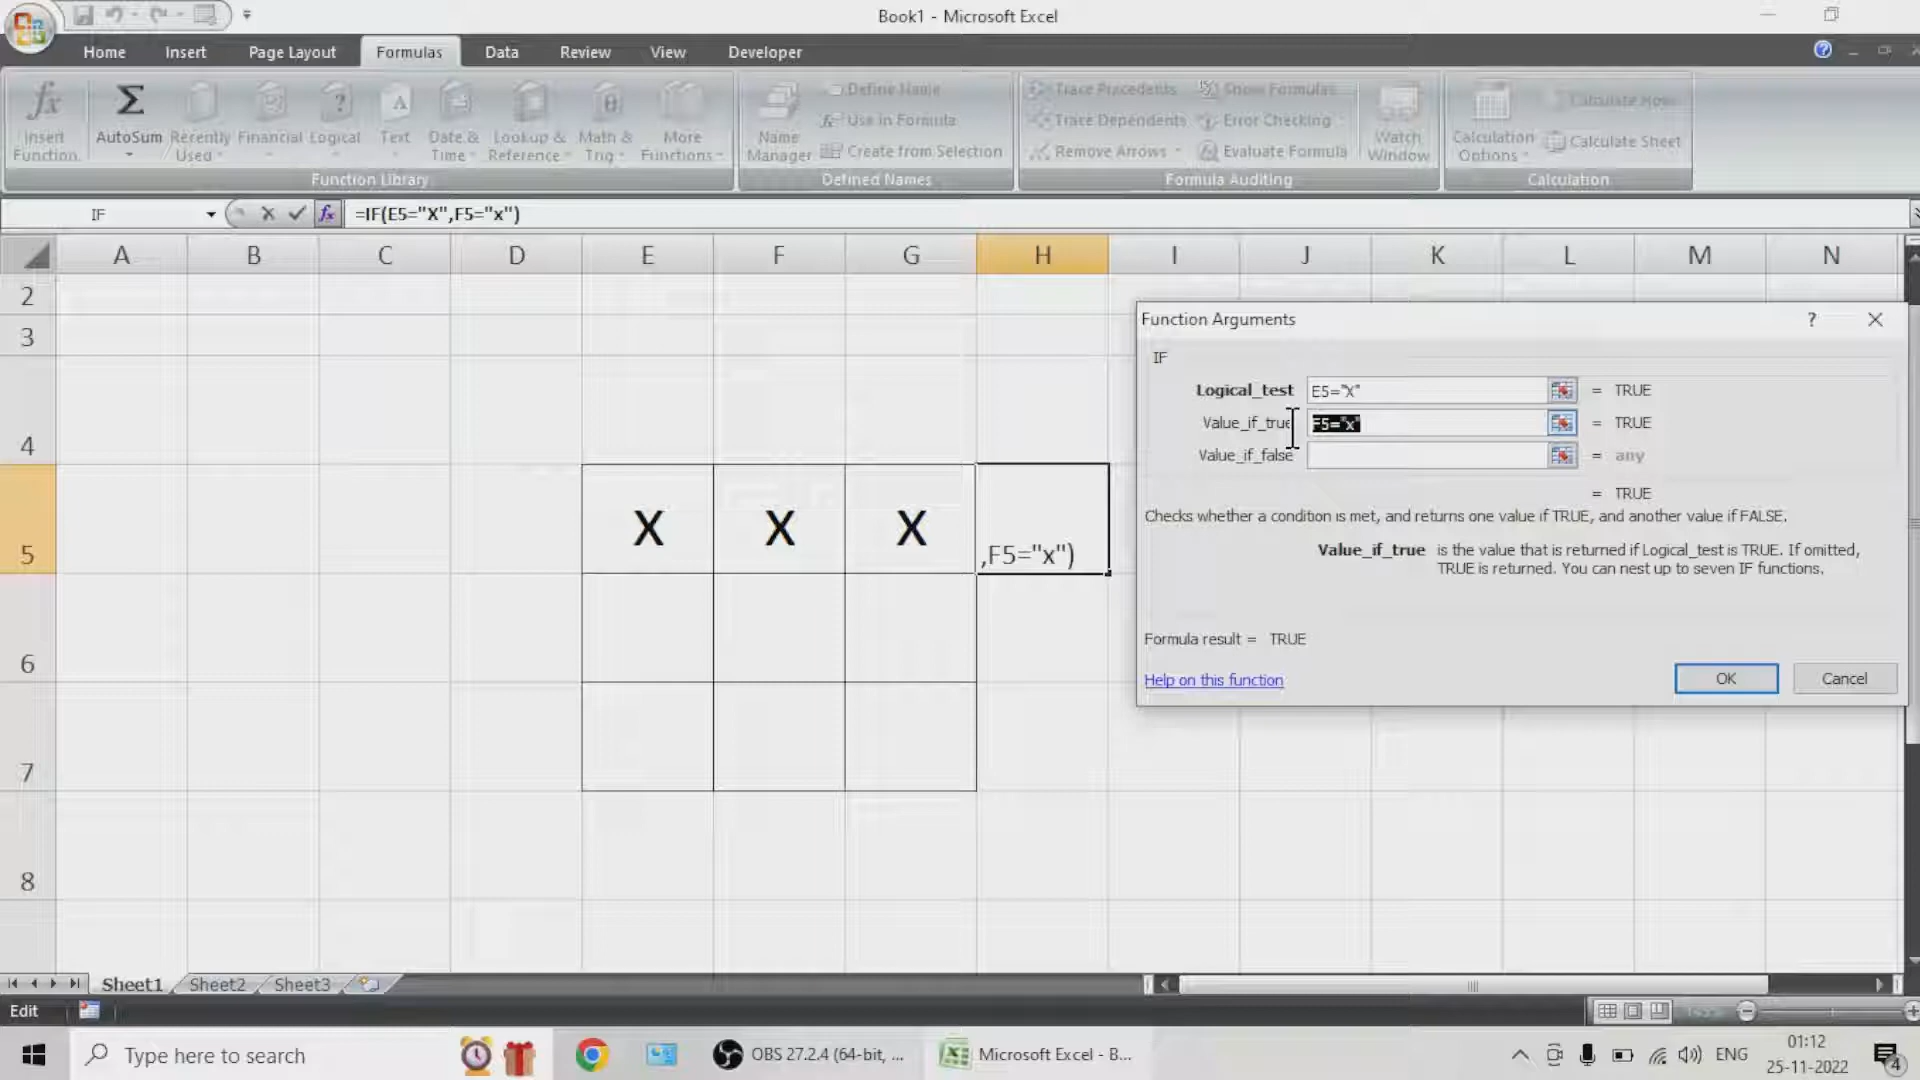 Book1 - Microsoft Excel
Home Insert Page Layout Formulas Data Review View Developer
Insert Function AutoSum Recently Used Financial Logical Text Date & Time Lookup & Reference Math & Trig More Functions
Function Library
Name Manager Define Name Use in Formula Create from Selection
Defined Names
Trace Precedents Trace Dependents Remove Arrows Show Formulas Error Checking Evaluate Formula Watch Window
Formula Auditing
Calculation Options Calculate Now Calculate Sheet
Calculation
IF
=IF(E5="X",F5="x")
A B C D E F G H I J K L M N
2
3
4
5
6
7
8
X X X ,F5="x")
Function Arguments
IF
Logical_test E5="X" = TRUE
Value_if_true F5="x" = TRUE
Value_if_false = any
= TRUE
Checks whether a condition is met, and returns one value if TRUE, and another value if FALSE.
Value_if_true is the value that is returned if Logical_test is TRUE. If omitted,
TRUE is returned. You can nest up to seven IF functions.
Formula result = TRUE
Help on this function
OK Cancel
Sheet1 Sheet2 Sheet3
Edit
Type here to search
OBS 27.2.4 (64-bit, ...
Microsoft Excel - B...
ENG
01:12
25-11-2022
4